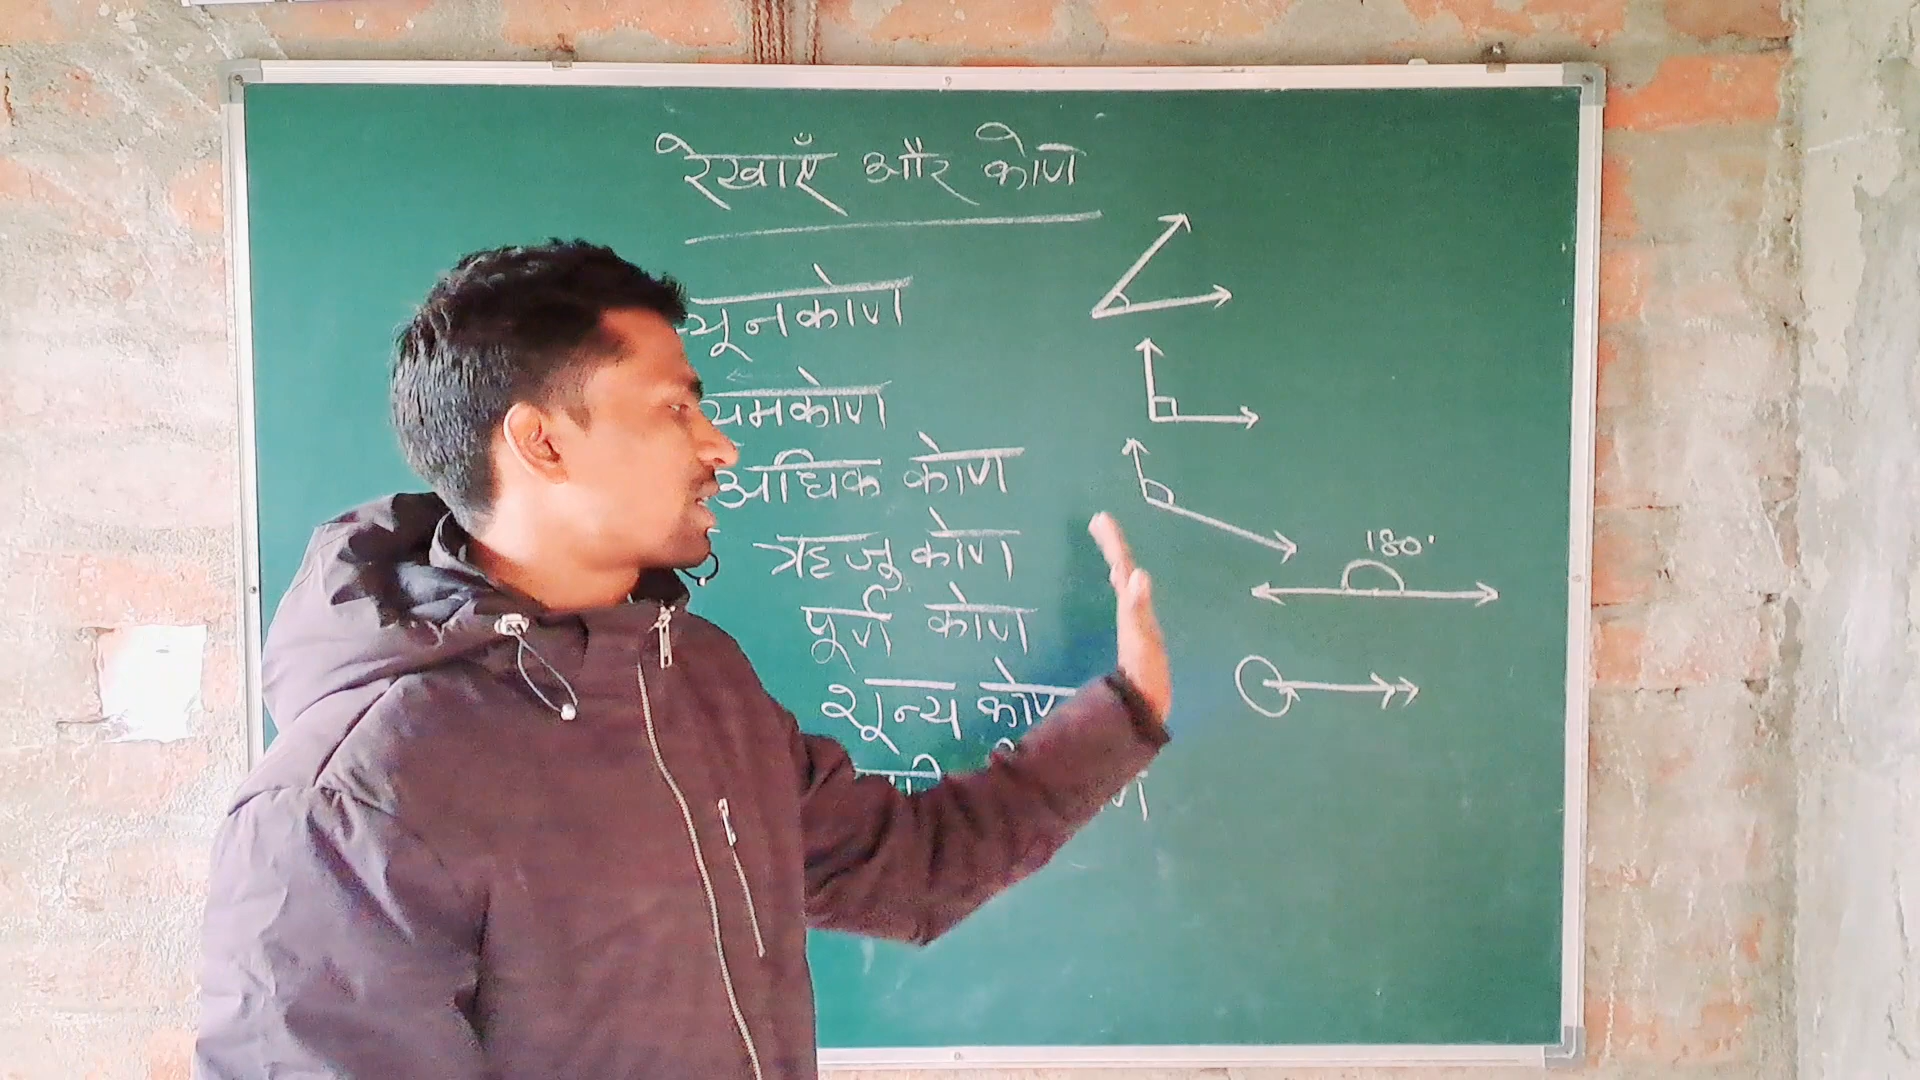 रेखाएँ और कोण
न्यूनकोण
समकोण
अधिक कोण
ऋजू कोण
180°
पूर्ण कोण
शून्य कोण